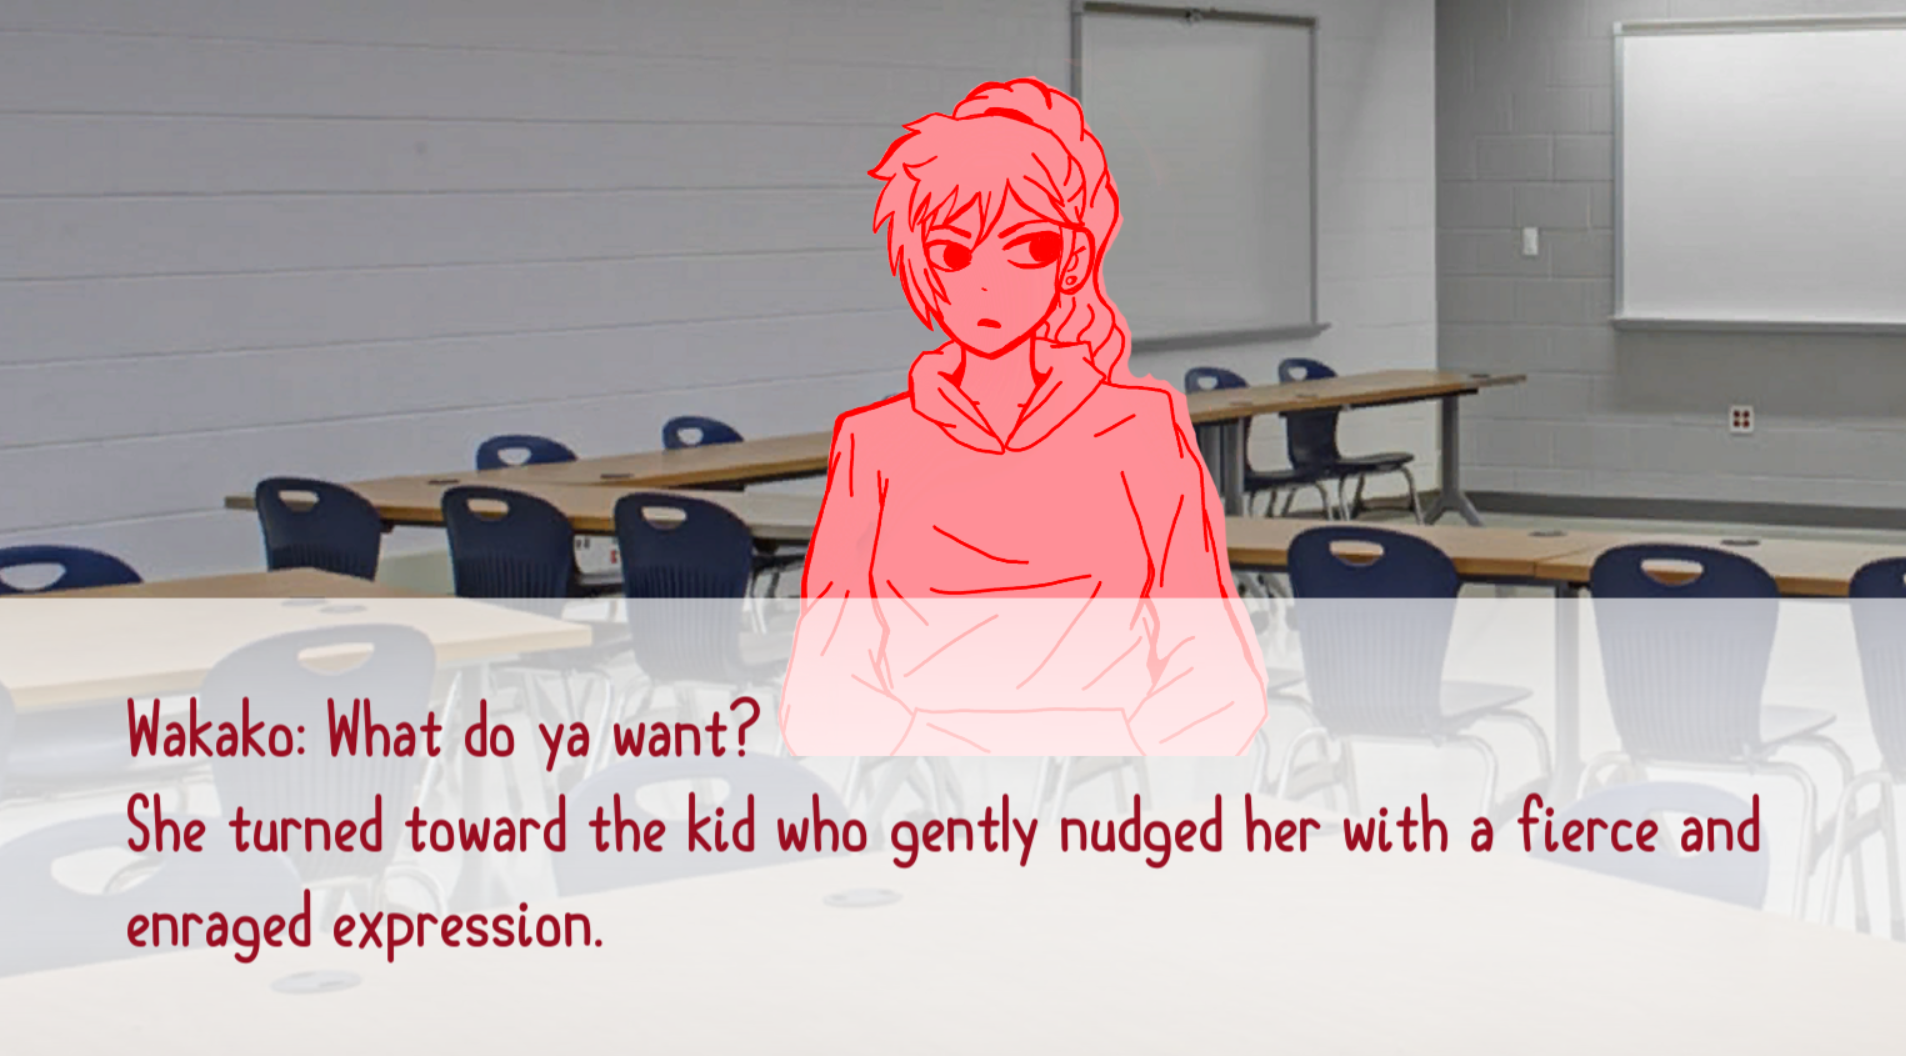 Wakako: What do ya want?
She turned toward the kid who gently nudged her with a fierce and
enraged expression.